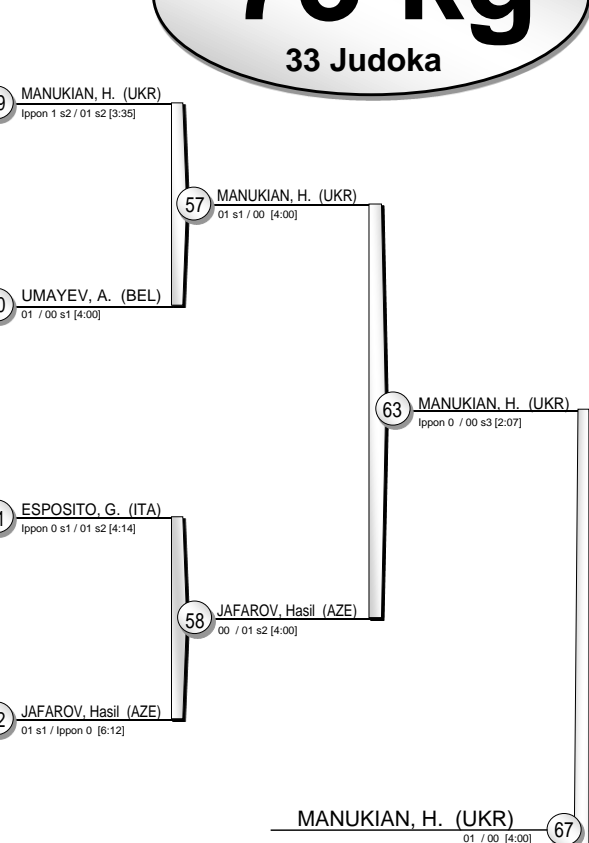 73 kg
33 Judoka
MANUKIAN, H. (UKR)
Ippon 1 s2 / 01 s2 [3:35]
57
MANUKIAN, H. (UKR)
01 s1 / 00 [4:00]
UMAYEV, A. (BEL)
01 / 00 s1 [4:00]
63
MANUKIAN, H. (UKR)
Ippon 0 / 00 s3 [2:07]
ESPOSITO, G. (ITA)
Ippon 0 s1 / 01 s2 [4:14]
58
JAFAROV, Hasil (AZE)
00 / 01 s2 [4:00]
JAFAROV, Hasil (AZE)
01 s1 / Ippon 0 [6:12]
MANUKIAN, H. (UKR)
67
01 / 00 [4:00]